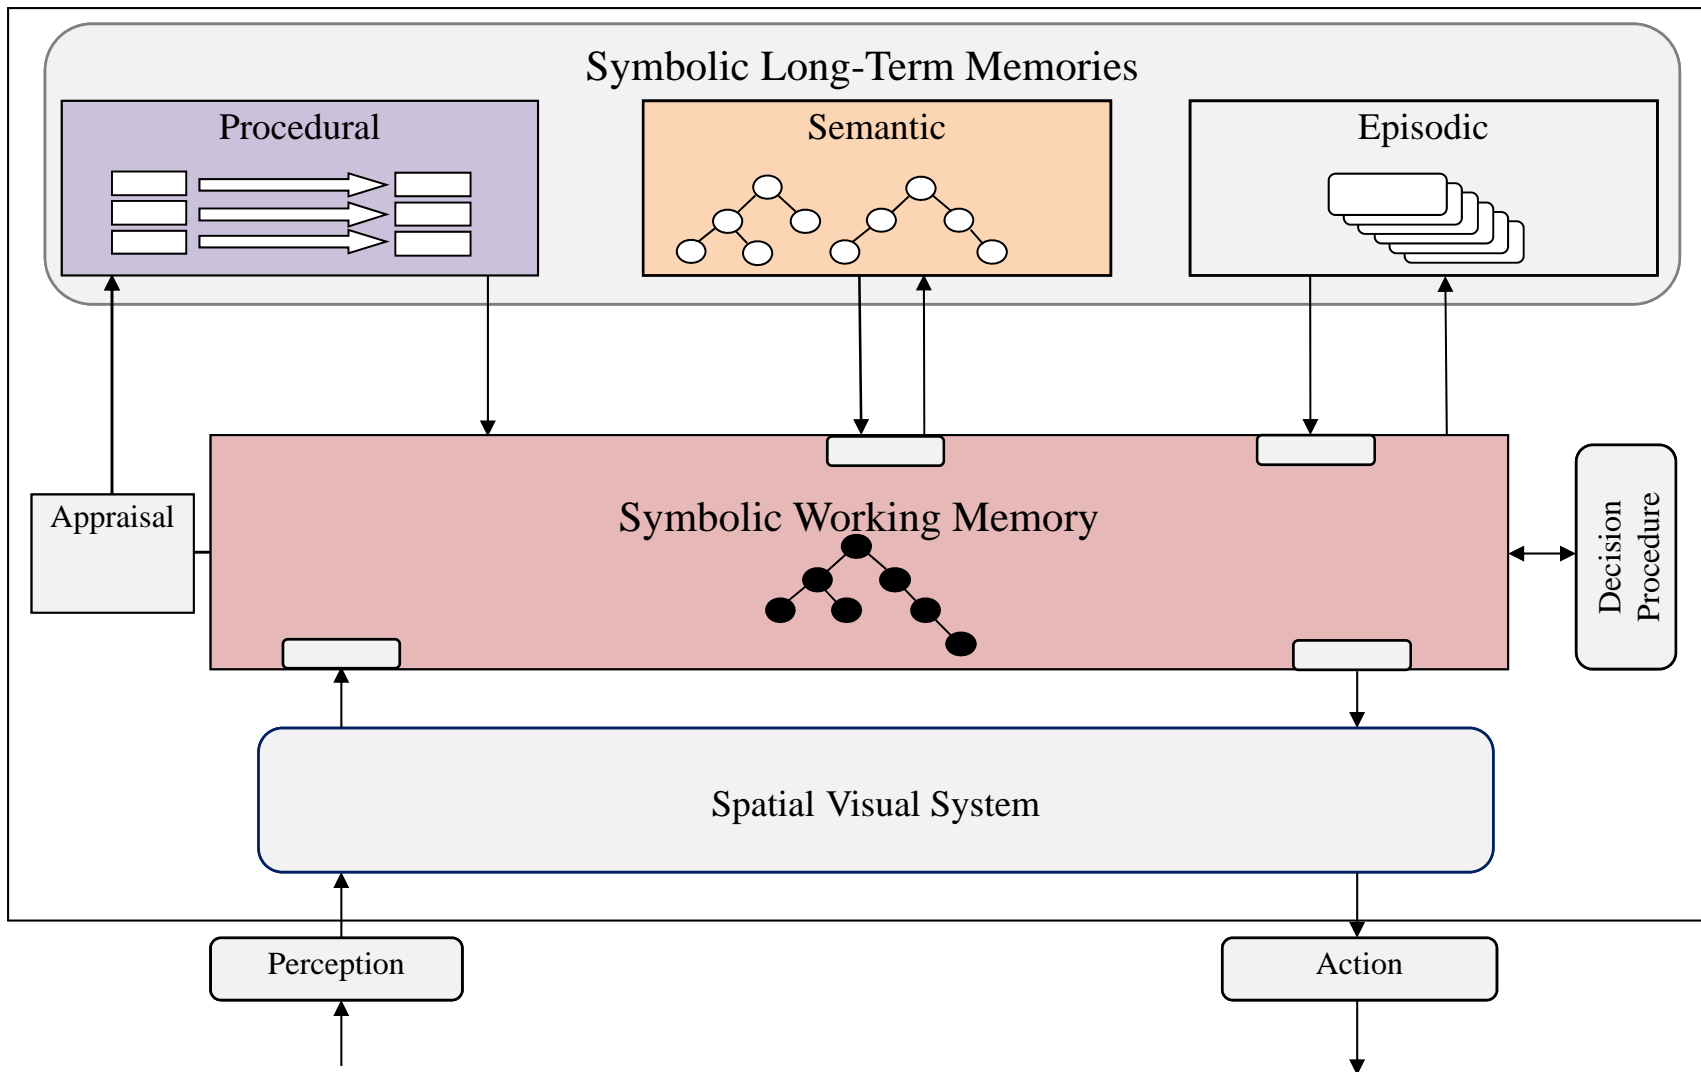 Symbolic Long-Term Memories
Procedural
Semantic
Episodic
Appraisal
Symbolic Working Memory
Decision
Procedure
Spatial Visual System
Perception
Action